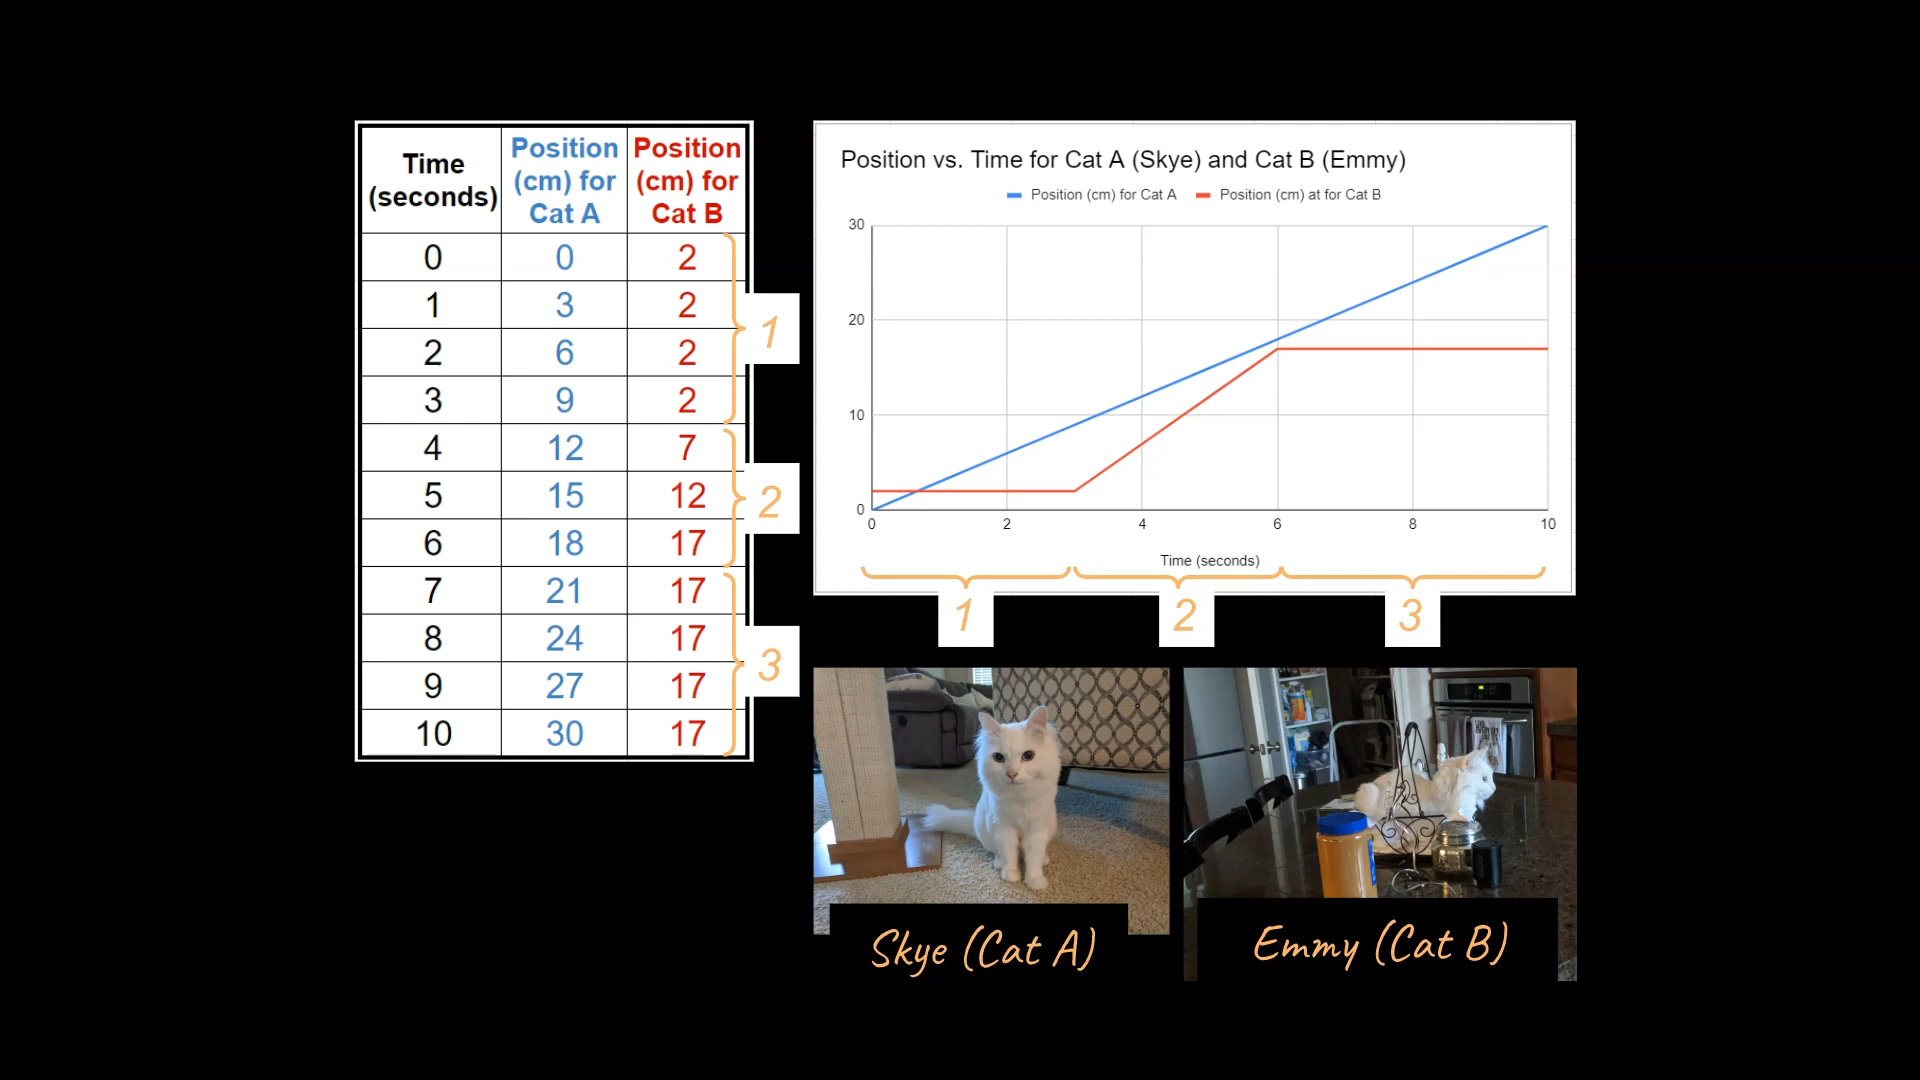 Time
(seconds)
Position
(cm) for
Cat A
Position
(cm) for
Cat B
0 0 2
1 3 2
2 6 2
3 9 2
4 12 7
5 15 12
6 18 17
7 21 17
8 24 17
9 27 17
10 30 17
1
2
3
Position vs. Time for Cat A (Skye) and Cat B (Emmy)
Position (cm) for Cat A Position (cm) at for Cat B
30
20
10
0
0 2 4 6 8 10
Time (seconds)
1 2 3
Skye (Cat A)
Emmy (Cat B)